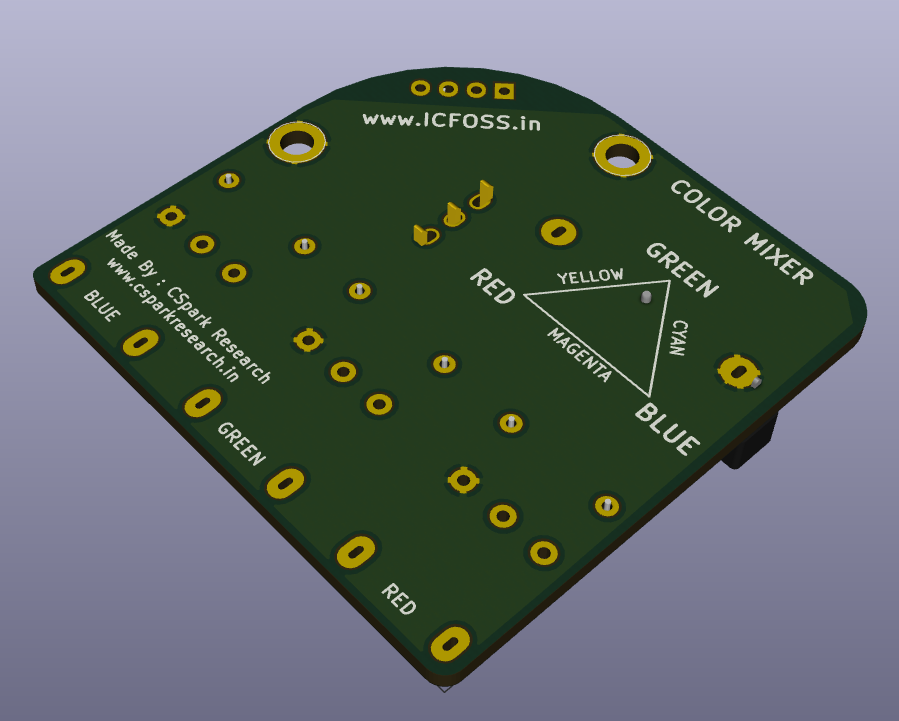 www.ICFOSS.in
COLOR MIXER
GREEN
YELLOW
RED
CYAN
MAGENTA
BLUE
Made By : CSpark Research
www.csparkresearch.in
BLUE
GREEN
RED